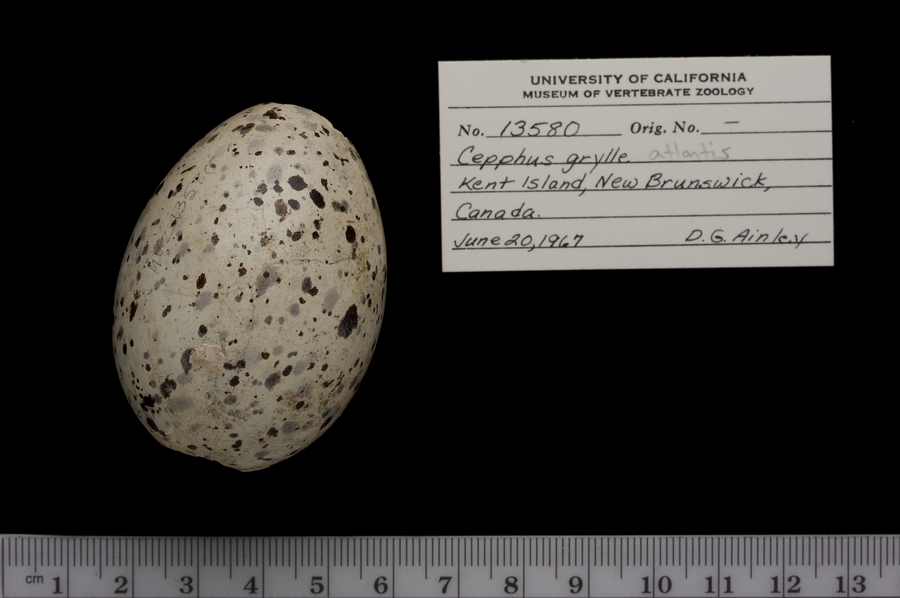 UNIVERSITY OF CALIFORNIA
MUSEUM OF VERTEBRATE ZOOLOGY
No. 13580 Orig. No. –
Cepphus grylle atlantis
Kent Island, New Brunswick,
Canada.
June 20, 1967 D.G. Ainley
cm 1 2 3 4 5 6 7 8 9 10 11 12 13